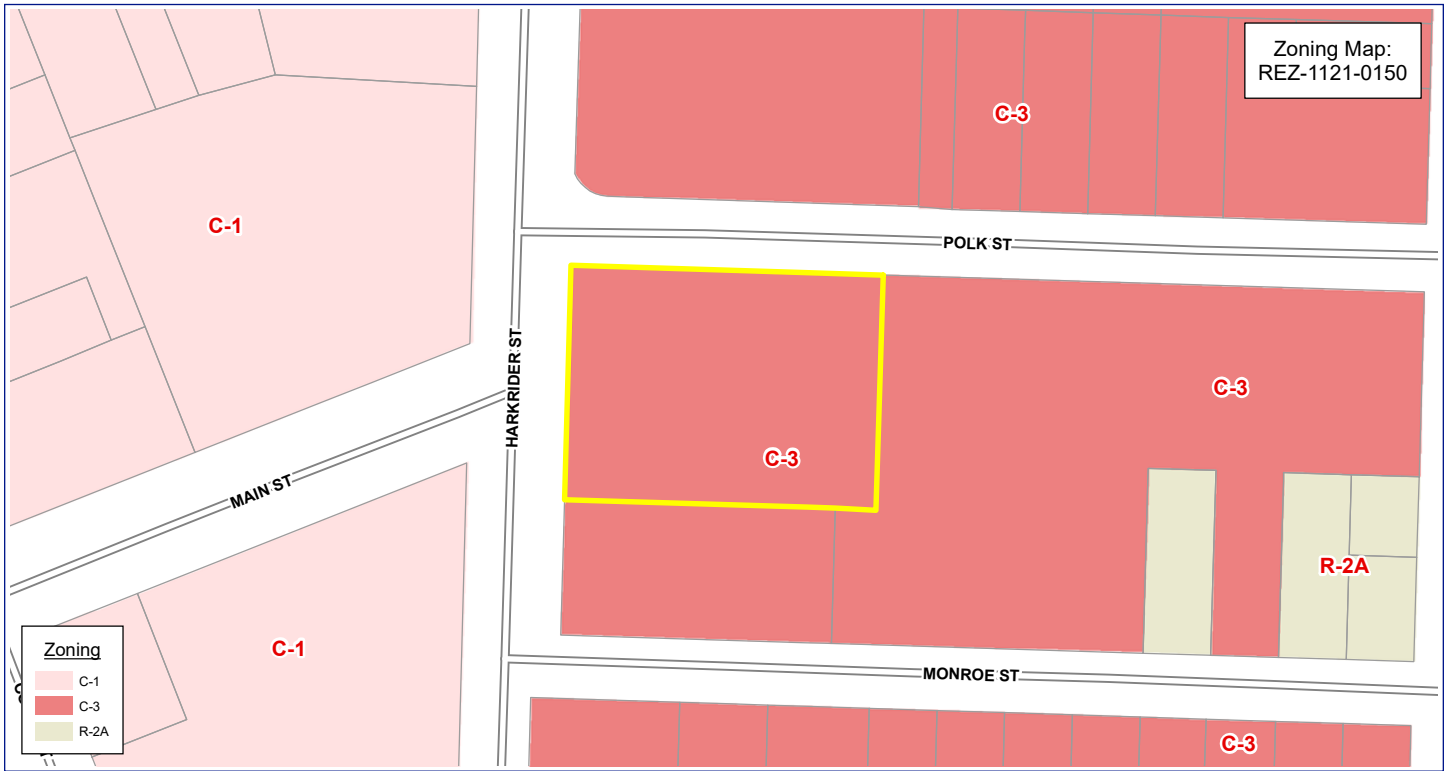 Zoning Map:
REZ-1121-0150
C-3
C-1
POLK ST
HARKRIDER ST
C-3
C-3
MAIN ST
R-2A
C-1
MONROE ST
C-3
Zoning
C-1
C-3
R-2A